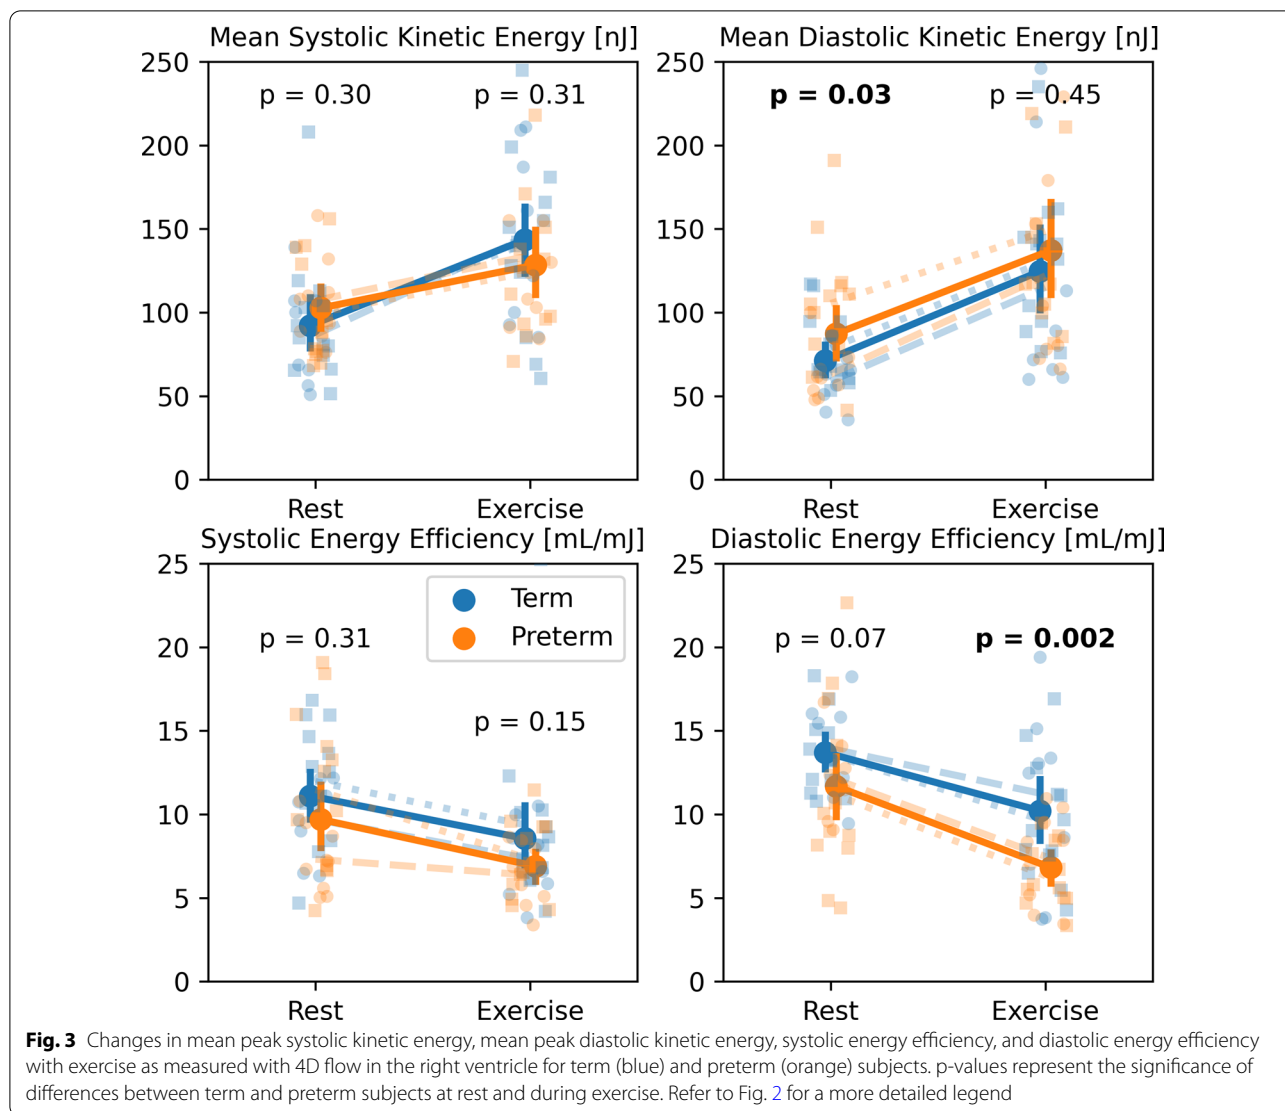 Mean Systolic Kinetic Energy [nJ]
250
200
150
100
50
0
p = 0.30
p = 0.31
Rest
Exercise
Mean Diastolic Kinetic Energy [nJ]
250
200
150
100
50
0
p = 0.03
p = 0.45
Rest
Exercise
Systolic Energy Efficiency [mL/mJ]
25
20
15
10
5
0
p = 0.31
p = 0.15
Term
Preterm
Rest
Exercise
Diastolic Energy Efficiency [mL/mJ]
25
20
15
10
5
0
p = 0.07
p = 0.002
Rest
Exercise
Fig. 3 Changes in mean peak systolic kinetic energy, mean peak diastolic kinetic energy, systolic energy efficiency, and diastolic energy efficiency
with exercise as measured with 4D flow in the right ventricle for term (blue) and preterm (orange) subjects. p-values represent the significance of
differences between term and preterm subjects at rest and during exercise. Refer to Fig. 2 for a more detailed legend